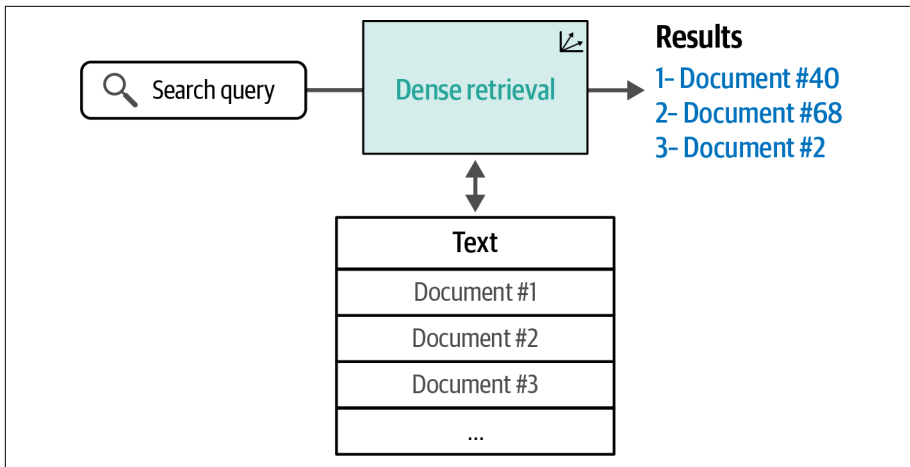 Search query
Dense retrieval
Results
1- Document #40
2- Document #68
3- Document #2
Text
Document #1
Document #2
Document #3
...